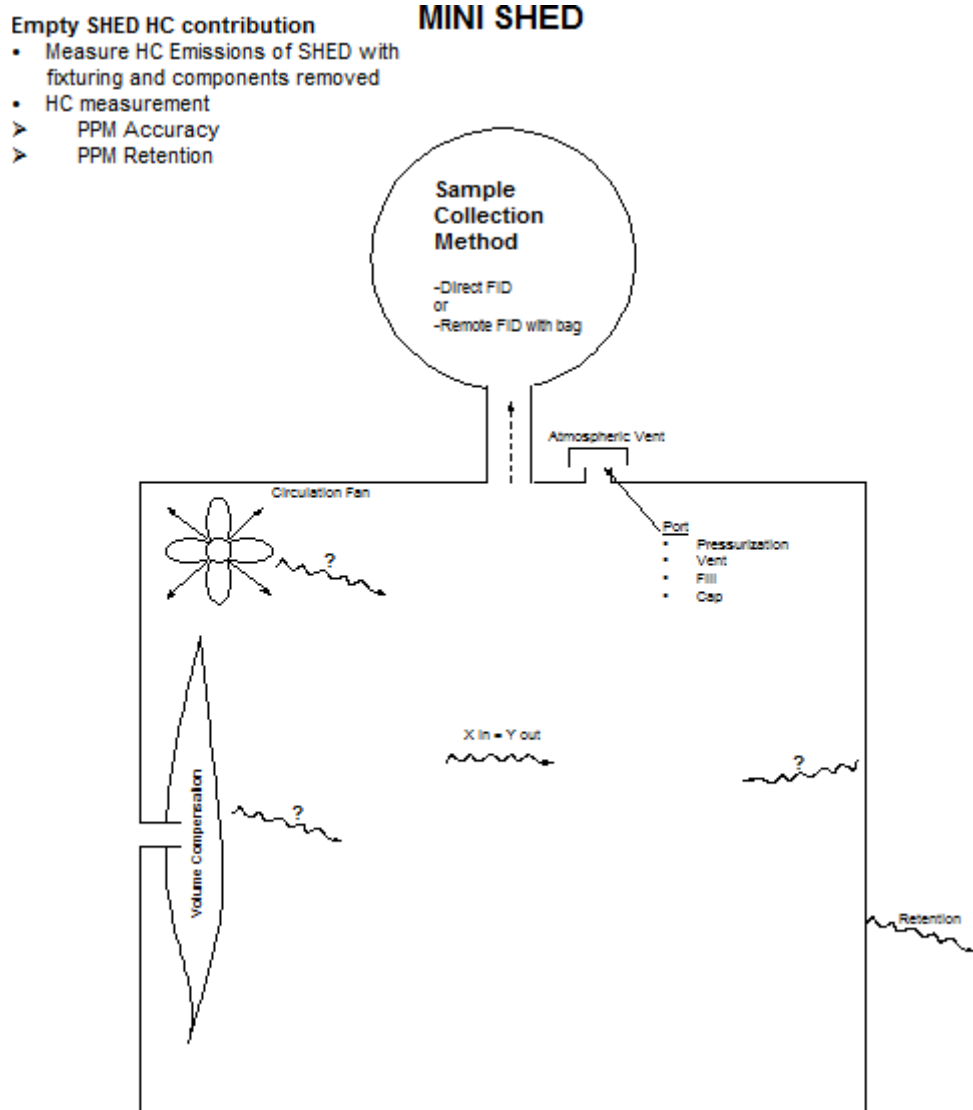 MINI SHED
Empty SHED HC contribution
• Measure HC Emissions of SHED with
fixturing and components removed
• HC measurement
➢ PPM Accuracy
➢ PPM Retention
Sample
Collection
Method
-Direct FID
or
-Remote FID with bag
Atmospheric Vent
Circulation Fan
Port
• Pressurization
• Vent
• Fill
• Cap
?
X in = Y out
?
?
Volume Compensation
Retention